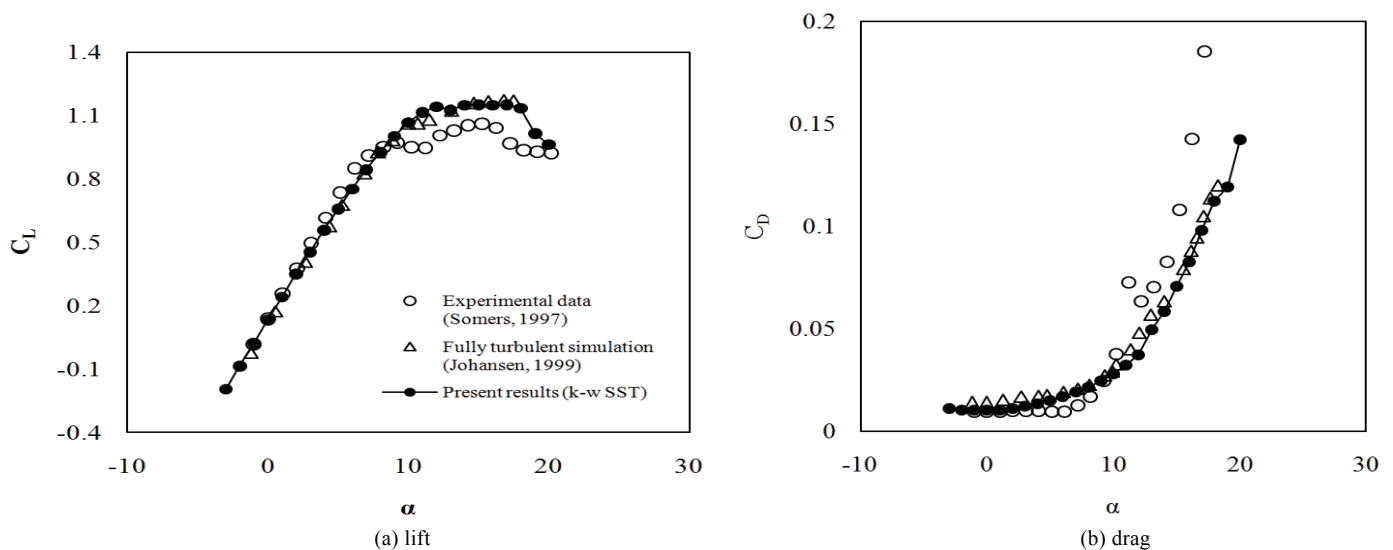 1.4
1.1
0.8
0.5
0.2
-0.1
-0.4
C_L
-10
0
10
20
30
α
Experimental data
(Somers, 1997)
Fully turbulent simulation
(Johansen, 1999)
Present results (k-w SST)
(a) lift
0.2
0.15
0.1
0.05
0
C_D
-10
0
10
20
30
α
(b) drag